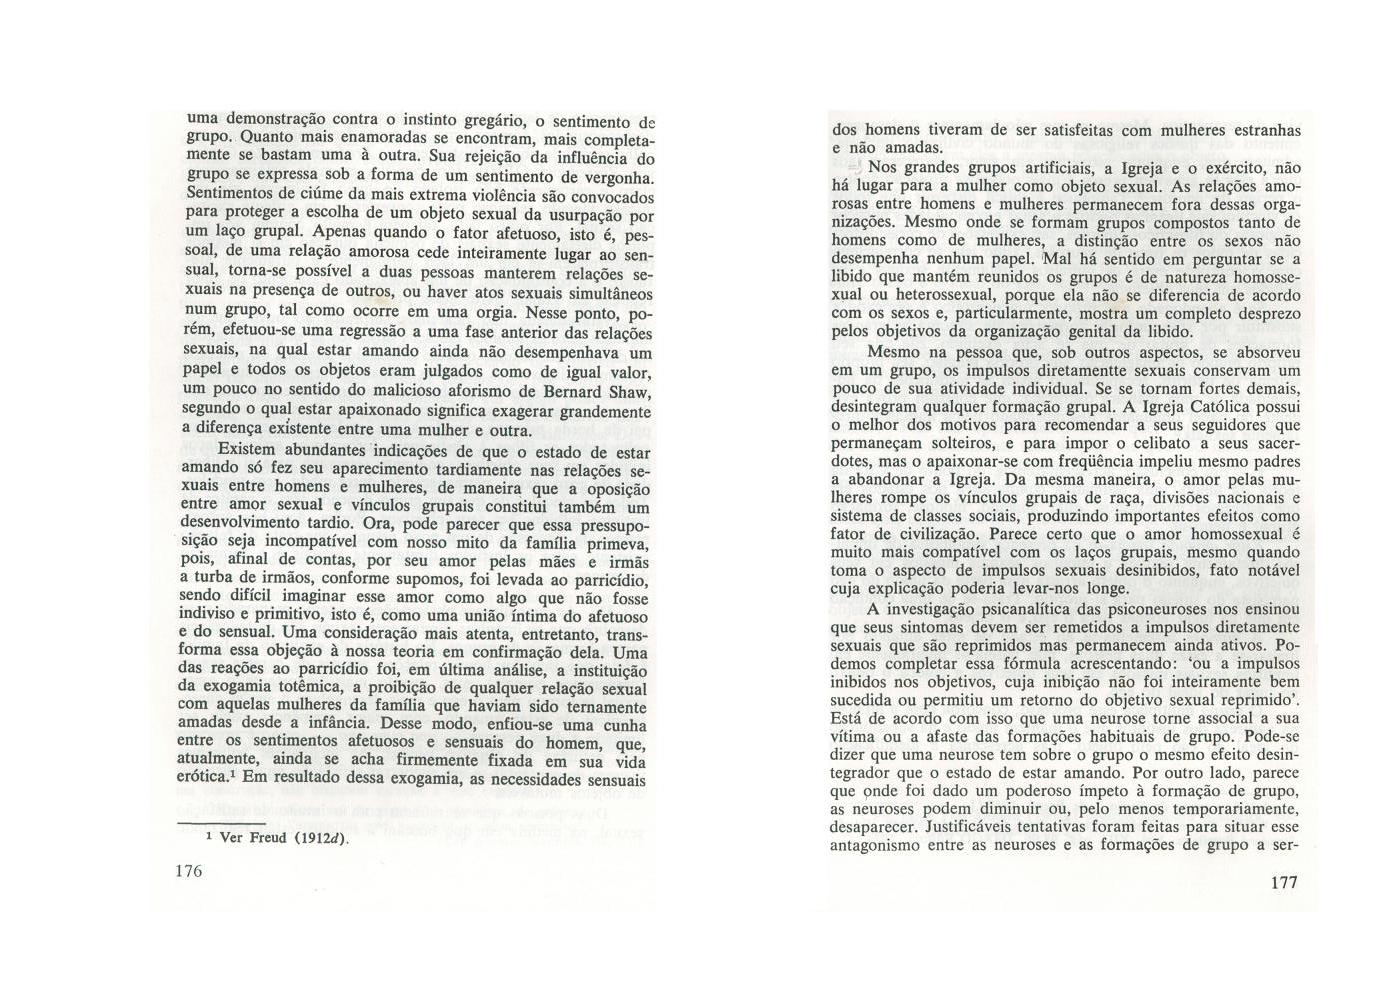 uma demonstração contra o instinto gregário, o sentimento de
grupo. Quanto mais enamoradas se encontram, mais completa-
mente se bastam uma à outra. Sua rejeição da influência do
grupo se expressa sob a forma de um sentimento de vergonha.
Sentimentos de ciúme da mais extrema violência são convocados
para proteger a escolha de um objeto sexual da usurpação por
um laço grupal. Apenas quando o fator afetuoso, isto é, pes-
soal, de uma relação amorosa cede inteiramente lugar ao sen-
sual, torna-se possível a duas pessoas manterem relações se-
xuais na presença de outros, ou haver atos sexuais simultâneos
num grupo, tal como ocorre em uma orgia. Nesse ponto, po-
rém, efetuou-se uma regressão a uma fase anterior das relações
sexuais, na qual estar amando ainda não desempenhava um
papel e todos os objetos eram julgados como de igual valor,
um pouco no sentido do malicioso aforismo de Bernard Shaw,
segundo o qual estar apaixonado significa exagerar grandemente
a diferença existente entre uma mulher e outra.
Existem abundantes indicações de que o estado de estar
amando só fez seu aparecimento tardiamente nas relações se-
xuais entre homens e mulheres, de maneira que a oposição
entre amor sexual e vínculos grupais constitui também um
desenvolvimento tardio. Ora, pode parecer que essa pressupo-
sição seja incompatível com nosso mito da família primeva,
pois, afinal de contas, por seu amor pelas mães e irmãs
a turba de irmãos, conforme supomos, foi levada ao parricídio,
sendo difícil imaginar esse amor como algo que não fosse
indiviso e primitivo, isto é, como uma união íntima do afetuoso
e do sensual. Uma consideração mais atenta, entretanto, trans-
forma essa objeção à nossa teoria em confirmação dela. Uma
das reações ao parricídio foi, em última análise, a instituição
da exogamia totêmica, a proibição de qualquer relação sexual
com aquelas mulheres da família que haviam sido ternamente
amadas desde a infância. Desse modo, enfiou-se uma cunha
entre os sentimentos afetuosos e sensuais do homem, que,
atualmente, ainda se acha firmemente fixada em sua vida
erótica.¹ Em resultado dessa exogamia, as necessidades sensuais
¹ Ver Freud (1912d).
176
dos homens tiveram de ser satisfeitas com mulheres estranhas
e não amadas.
Nos grandes grupos artificiais, a Igreja e o exército, não
há lugar para a mulher como objeto sexual. As relações amo-
rosas entre homens e mulheres permanecem fora dessas orga-
nizações. Mesmo onde se formam grupos compostos tanto de
homens como de mulheres, a distinção entre os sexos não
desempenha nenhum papel. Mal há sentido em perguntar se a
libido que mantém reunidos os grupos é de natureza homosse-
xual ou heterossexual, porque ela não se diferencia de acordo
com os sexos e, particularmente, mostra um completo desprezo
pelos objetivos da organização genital da libido.
Mesmo na pessoa que, sob outros aspectos, se absorveu
em um grupo, os impulsos diretamentte sexuais conservam um
pouco de sua atividade individual. Se se tornam fortes demais,
desintegram qualquer formação grupal. A Igreja Católica possui
o melhor dos motivos para recomendar a seus seguidores que
permaneçam solteiros, e para impor o celibato a seus sacer-
dotes, mas o apaixonar-se com freqüência impeliu mesmo padres
a abandonar a Igreja. Da mesma maneira, o amor pelas mu-
lheres rompe os vínculos grupais de raça, divisões nacionais e
sistema de classes sociais, produzindo importantes efeitos como
fator de civilização. Parece certo que o amor homossexual é
muito mais compatível com os laços grupais, mesmo quando
toma o aspecto de impulsos sexuais desinibidos, fato notável
cuja explicação poderia levar-nos longe.
A investigação psicanalítica das psiconeuroses nos ensinou
que seus sintomas devem ser remetidos a impulsos diretamente
sexuais que são reprimidos mas permanecem ainda ativos. Po-
demos completar essa fórmula acrescentando: ‘ou a impulsos
inibidos nos objetivos, cuja inibição não foi inteiramente bem
sucedida ou permitiu um retorno do objetivo sexual reprimido’.
Está de acordo com isso que uma neurose torne associal a sua
vítima ou a afaste das formações habituais de grupo. Pode-se
dizer que uma neurose tem sobre o grupo o mesmo efeito desin-
tegrador que o estado de estar amando. Por outro lado, parece
que onde foi dado um poderoso ímpeto à formação de grupo,
as neuroses podem diminuir ou, pelo menos temporariamente,
desaparecer. Justificáveis tentativas foram feitas para situar esse
antagonismo entre as neuroses e as formações de grupo a ser-
177